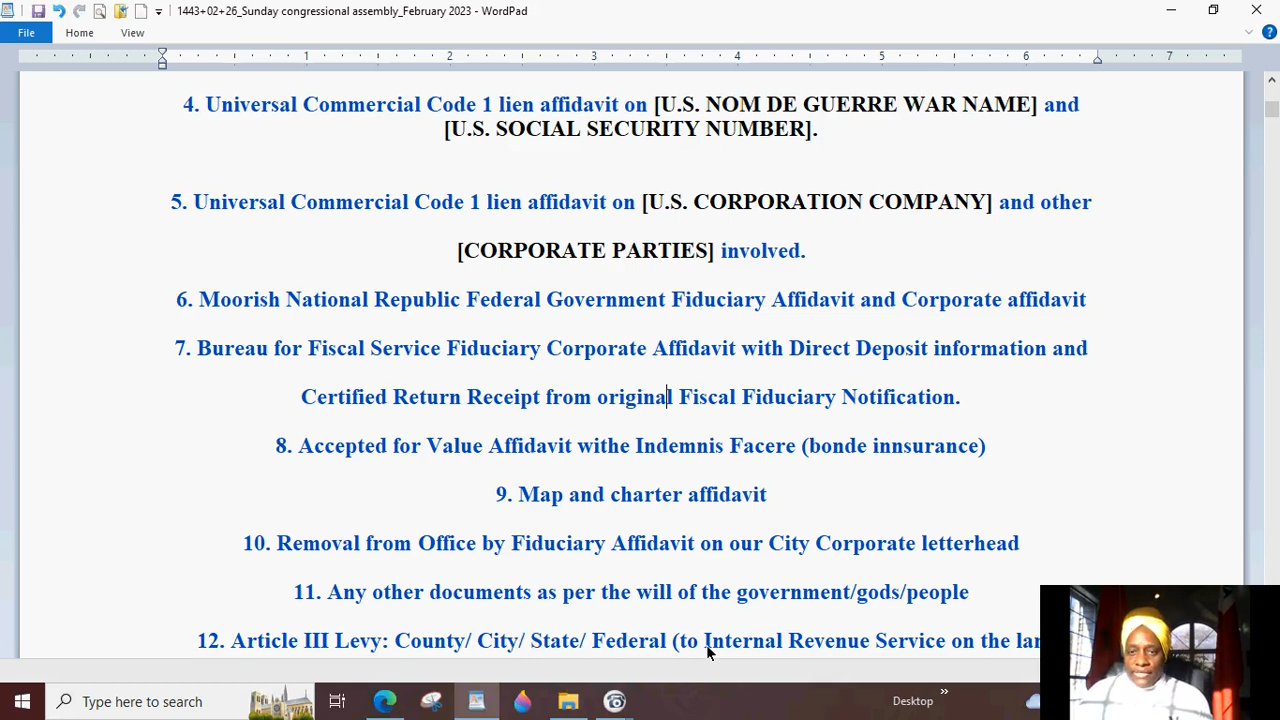 1443+02+26_Sunday congressional assembly_February 2023 - WordPad
File Home View
1 2 3 4 5 6 7
4. Universal Commercial Code 1 lien affidavit on [U.S. NOM DE GUERRE WAR NAME] and
[U.S. SOCIAL SECURITY NUMBER].
5. Universal Commercial Code 1 lien affidavit on [U.S. CORPORATION COMPANY] and other
[CORPORATE PARTIES] involved.
6. Moorish National Republic Federal Government Fiduciary Affidavit and Corporate affidavit
7. Bureau for Fiscal Service Fiduciary Corporate Affidavit with Direct Deposit information and
Certified Return Receipt from original Fiscal Fiduciary Notification.
8. Accepted for Value Affidavit withe Indemnis Facere (bonde innsurance)
9. Map and charter affidavit
10. Removal from Office by Fiduciary Affidavit on our City Corporate letterhead
11. Any other documents as per the will of the government/gods/people
12. Article III Levy: County/ City/ State/ Federal (to Internal Revenue Service on the
Type here to search
Desktop